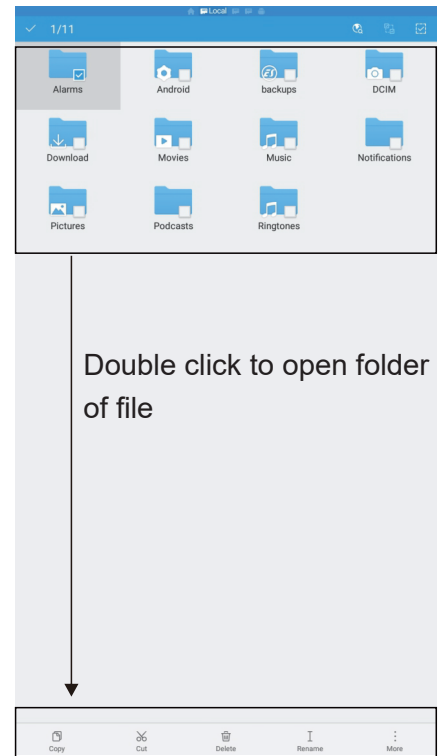 Local
1/11
Alarms Android backups DCIM
Download Movies Music Notifications
Pictures Podcasts Ringtones
Double click to open folder
of file
Copy Cut Delete Rename More